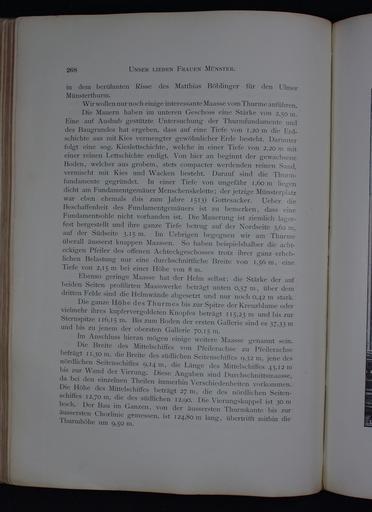 268 UNSER LIEBEN FRAUEN MÜNSTER.
in dem berühmten Risse des Matthias Böblinger für den Ulmer
Münsterthurm.
Wir wollen nur noch einige interessante Maasse vom Thurme anführen.
Die Mauern haben im unteren Geschoss eine Stärke von 2,50 m.
Eine auf Aushub gestützte Untersuchung der Thurmfundamente und
des Baugrundes hat ergeben, dass auf eine Tiefe von 1,20 m die Erd-
schichte aus mit Kies vermengter gewöhnlicher Erde besteht. Darunter
folgt eine sog. Kieslettschichte, welche in einer Tiefe von 2,20 m mit
einer reinen Lettschichte endigt. Von hier an beginnt der gewachsene
Boden, welcher aus grobem, stets compacter werdenden reinen Sand,
vermischt mit Kies und Wacken besteht. Darauf sind die Thurm-
fundamente gegründet. In einer Tiefe von ungefähr 1,60 m liegen
dicht am Fundamentgemäuer Menschenskelette; der jetzige Münsterplatz
war eben ehemals (bis zum Jahre 1513) Gottesacker. Ueber die
Beschaffenheit des Fundamentgemäuers ist zu bemerken, dass eine
Fundamentsohle nicht vorhanden ist. Die Mauerung ist ziemlich lager-
fest hergestellt und ihre ganze Tiefe betrug auf der Nordseite 3,62 m,
auf der Südseite 3,15 m. Im Uebrigen begegnen wir am Thurme
überall äusserst knappen Maassen. So haben beispielshalber die acht-
eckigen Pfeiler des offenen Achteckgeschosses trotz ihrer ganz erheb-
lichen Belastung nur eine durchschnittliche Breite von 1,56 m, eine
Tiefe von 2,15 m bei einer Höhe von 8 m.
Ebenso geringe Maasse hat der Helm selbst; die Stärke der auf
beiden Seiten profilirten Maasswerke beträgt unten 0,37 m, über dem
dritten Felde sind die Helmwände abgesetzt und nur noch 0,42 m stark.
Die ganze Höhe des Thurmes bis zur Spitze der Kreuzblume oder
vielmehr ihres kupfervergoldeten Knopfes beträgt 115,23 m und bis zur
Sternspitze 116,15 m. Bis zum Boden der ersten Gallerie sind es 37,33 m
und bis zu jenem der obersten Gallerie 70,15 m.
Im Anschluss hieran mögen einige weitere Maasse genannt sein.
Die Breite des Mittelschiffes von Pfeilerachse zu Pfeilerachse
beträgt 11,30 m, die Breite des südlichen Seitenschiffes 9,32 m, jene des
nördlichen Seitenschiffes 9,24 m, die Länge des Mittelschiffes 43,12 m
bis zur Wand der Vierung. Diese Angaben sind Durchschnittsmaasse,
da bei den einzelnen Theilen immerhin Verschiedenheiten vorkommen.
Die Höhe des Mittelschiffes beträgt 27 m, die des nördlichen Seiten-
schiffes 12,70 m, die des südlichen 12,90. Die Vierungskuppel ist 30 m
hoch. Der Bau im Ganzen, von der äussersten Thurmkante bis zur
äussersten Chorlinie gemessen, ist 124,80 m lang, übertrifft mithin die
Thurmhöhe um 9,50 m.